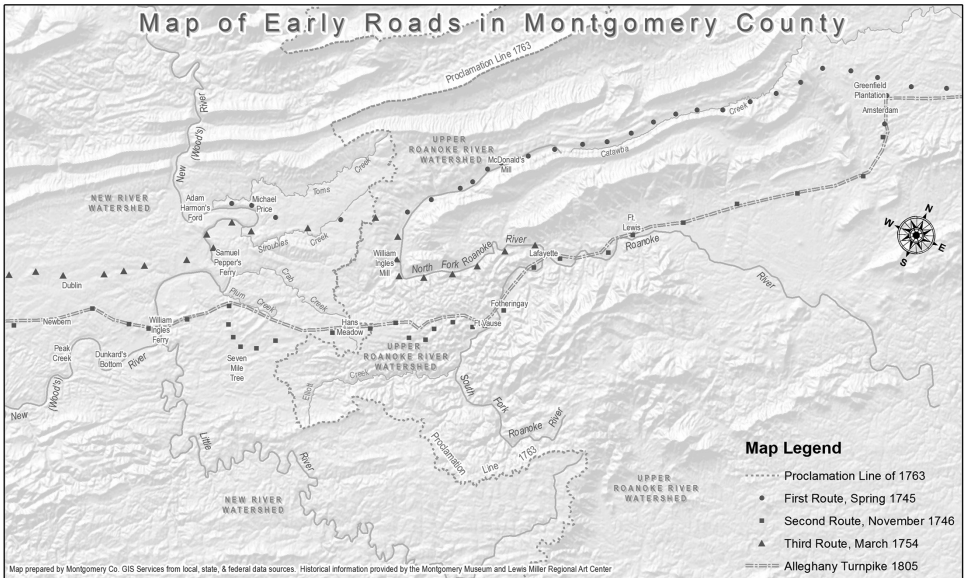 Map of Early Roads in Montgomery County
Proclamation Line 1763
New (Wood's) River
Greenfield
Plantation
Amsterdam
Catawba Creek
UPPER
ROANOKE RIVER
WATERSHED
McDonald's
Mill
Toms Creek
NEW RIVER
WATERSHED
Adam
Harmon's
Ford
Michael
Price
Stroubles Creek
Samuel
Pepper's
Ferry
Ft.
Lewis
Roanoke River
N
W
E
S
William
Ingles
Mill
North Fork Roanoke River
Lafayette
Dublin
Crab Creek
Plum Creek
Fotheringay
Newbern
William
Ingles
Ferry
Hans
Meadow
Ft Vause
Peak
Creek
Dunkard's
Bottom
New (Wood's) River
Seven
Mile
Tree
UPPER
ROANOKE RIVER
WATERSHED
Elliott Creek
South Fork Roanoke River
Little River
Proclamation Line 1763
NEW RIVER
WATERSHED
UPPER
ROANOKE RIVER
WATERSHED
Map Legend
Proclamation Line of 1763
First Route, Spring 1745
Second Route, November 1746
Third Route, March 1754
Alleghany Turnpike 1805
Map prepared by Montgomery Co. GIS Services from local, state, & federal data sources. Historical information provided by the Montgomery Museum and Lewis Miller Regional Art Center